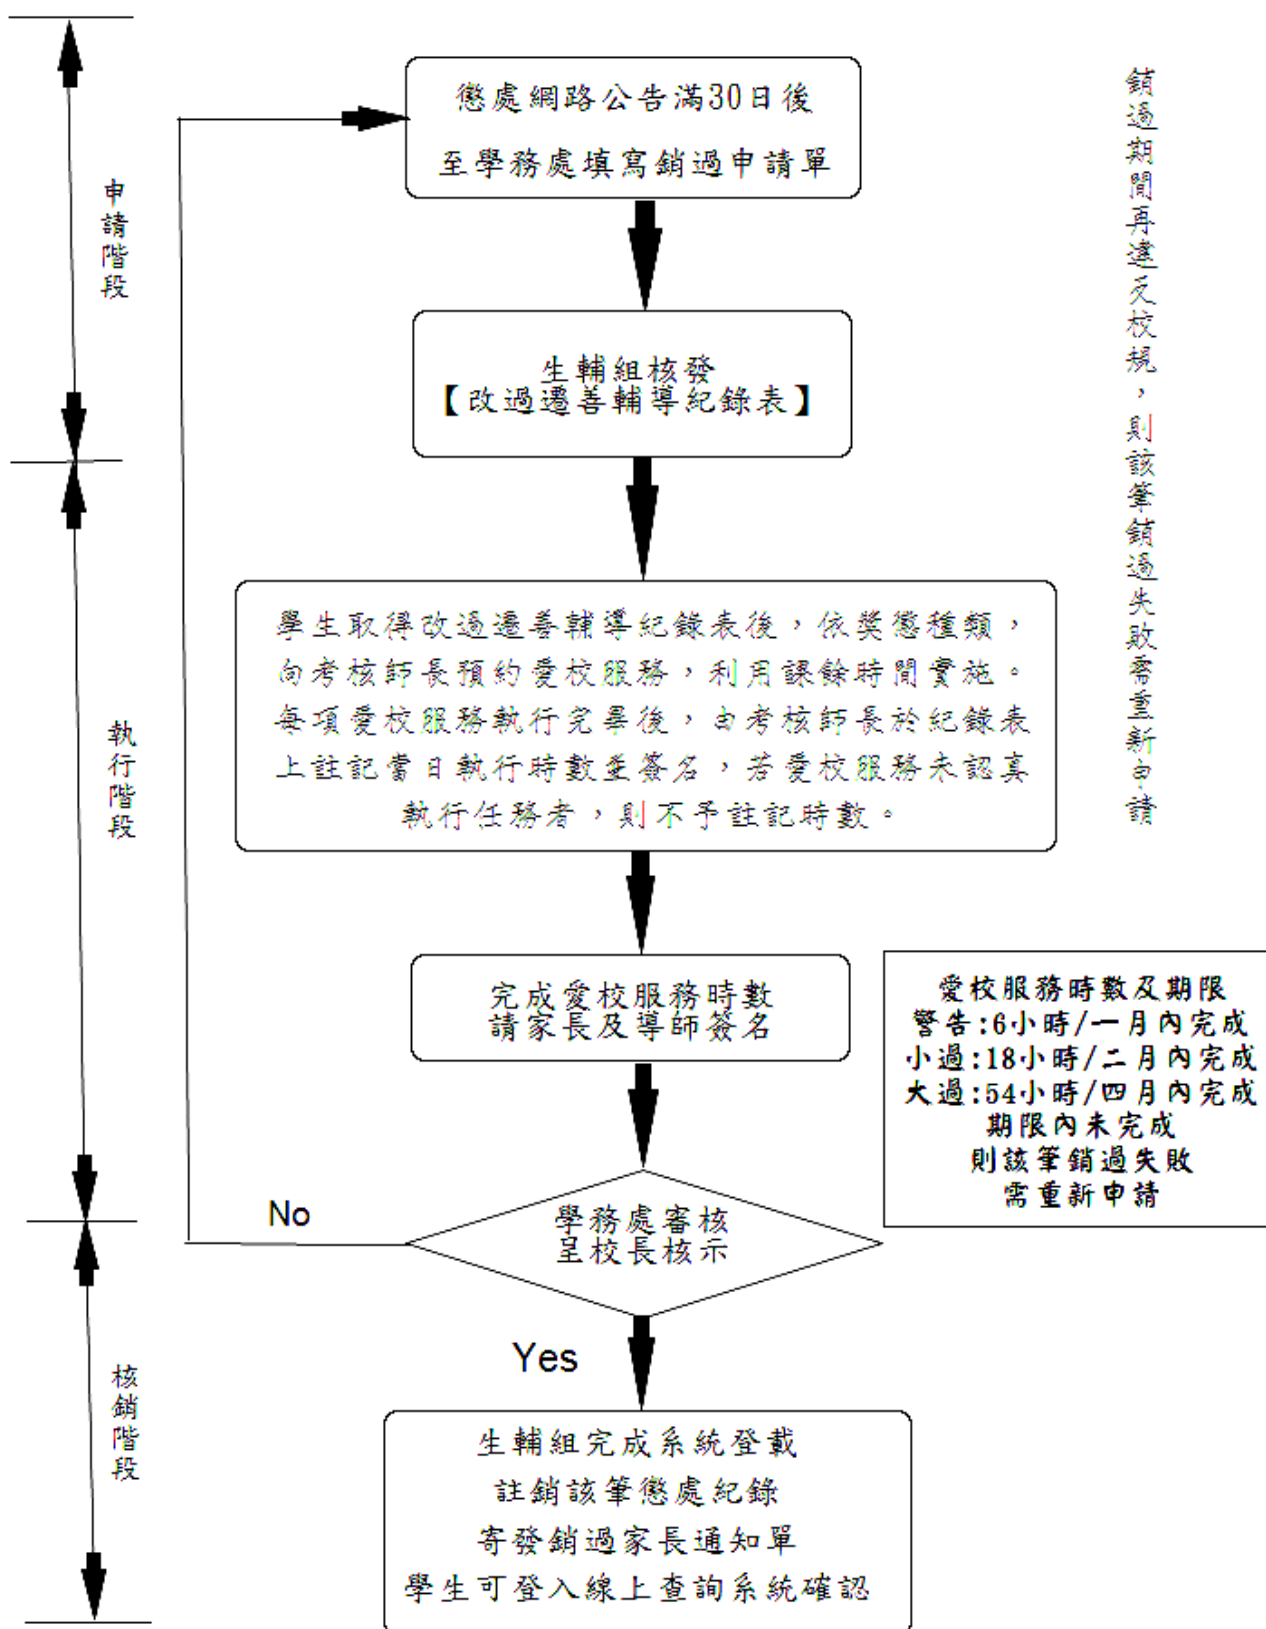 懲處網路公告滿30日後
至學務處填寫銷過申請單
申請階段
生輔組核發
【改過遷善輔導紀錄表】
銷過期間再違反校規，則該筆銷過失敗需重新申請
學生取得改過遷善輔導紀錄表後，依獎懲種類，
向考核師長預約愛校服務，利用課餘時間實施。
每項愛校服務執行完畢後，由考核師長於紀錄表
上註記當日執行時數並簽名，若愛校服務未認真
執行任務者，則不予註記時數。
執行階段
完成愛校服務時數
請家長及導師簽名
愛校服務時數及期限
警告:6小時/一月內完成
小過:18小時/二月內完成
大過:54小時/四月內完成
期限內未完成
則該筆銷過失敗
需重新申請
No
學務處審核
呈校長核示
Yes
核銷階段
生輔組完成系統登載
註銷該筆懲處紀錄
寄發銷過家長通知單
學生可登入線上查詢系統確認